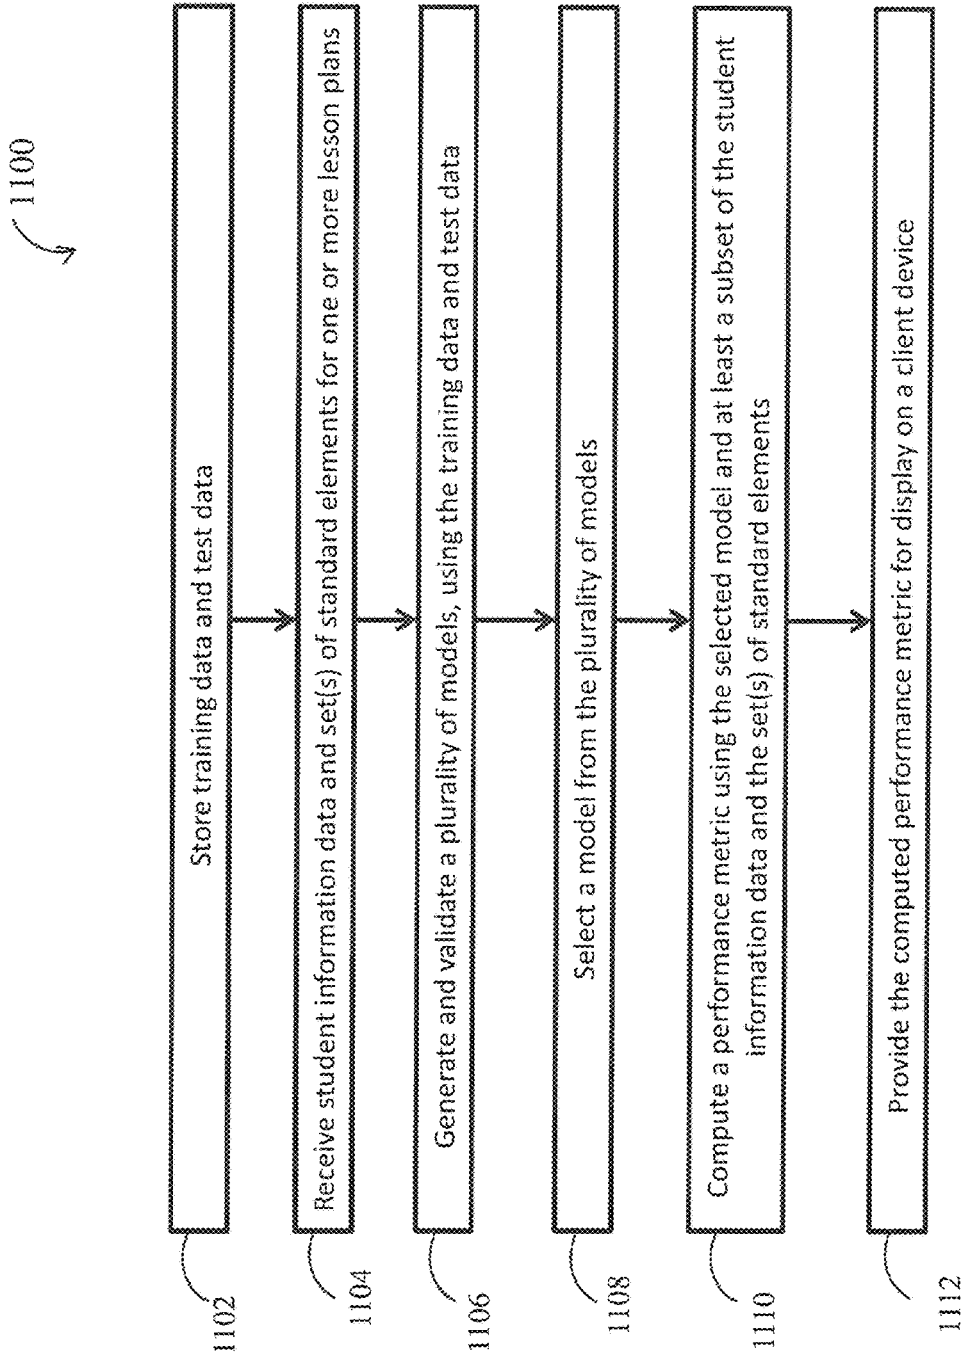 1100
1102
Store training data and test data
1104
Receive student information data and set(s) of standard elements for one or more lesson plans
1106
Generate and validate a plurality of models, using the training data and test data
1108
Select a model from the plurality of models
1110
Compute a performance metric using the selected model and at least a subset of the student
information data and the set(s) of standard elements
1112
Provide the computed performance metric for display on a client device